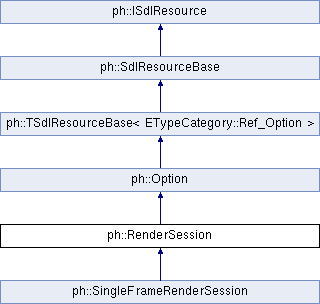 ph::ISdlResource
ph::SdlResourceBase
ph::TSdlResourceBase< ETypeCategory::Ref_Option >
ph::Option
ph::RenderSession
ph::SingleFrameRenderSession